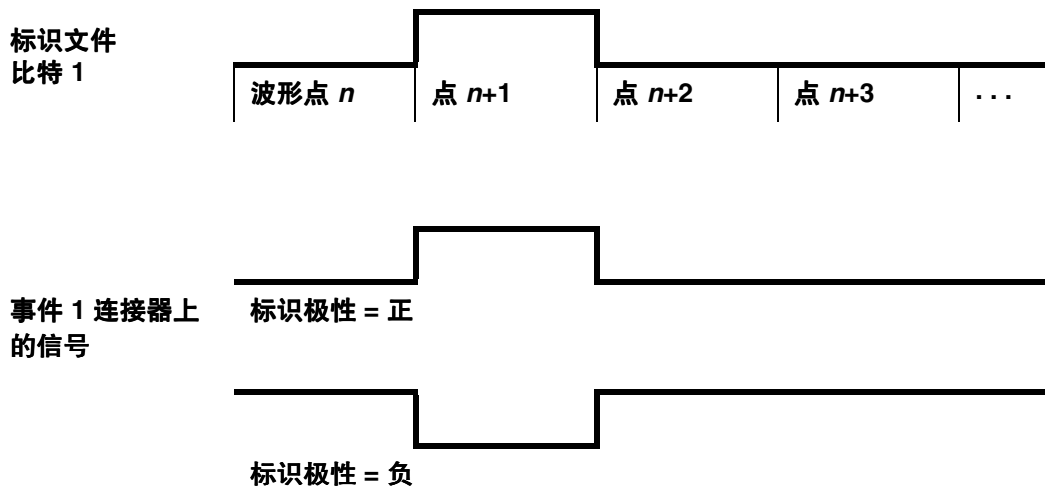 标识文件
比特 1
波形点 n
点 n+1
点 n+2
点 n+3
...
事件 1 连接器上
的信号
标识极性 = 正
标识极性 = 负